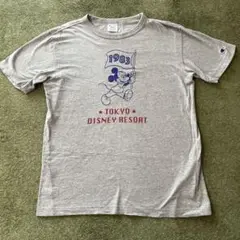 1983
★ TOKYO ★
DISNEY RESORT